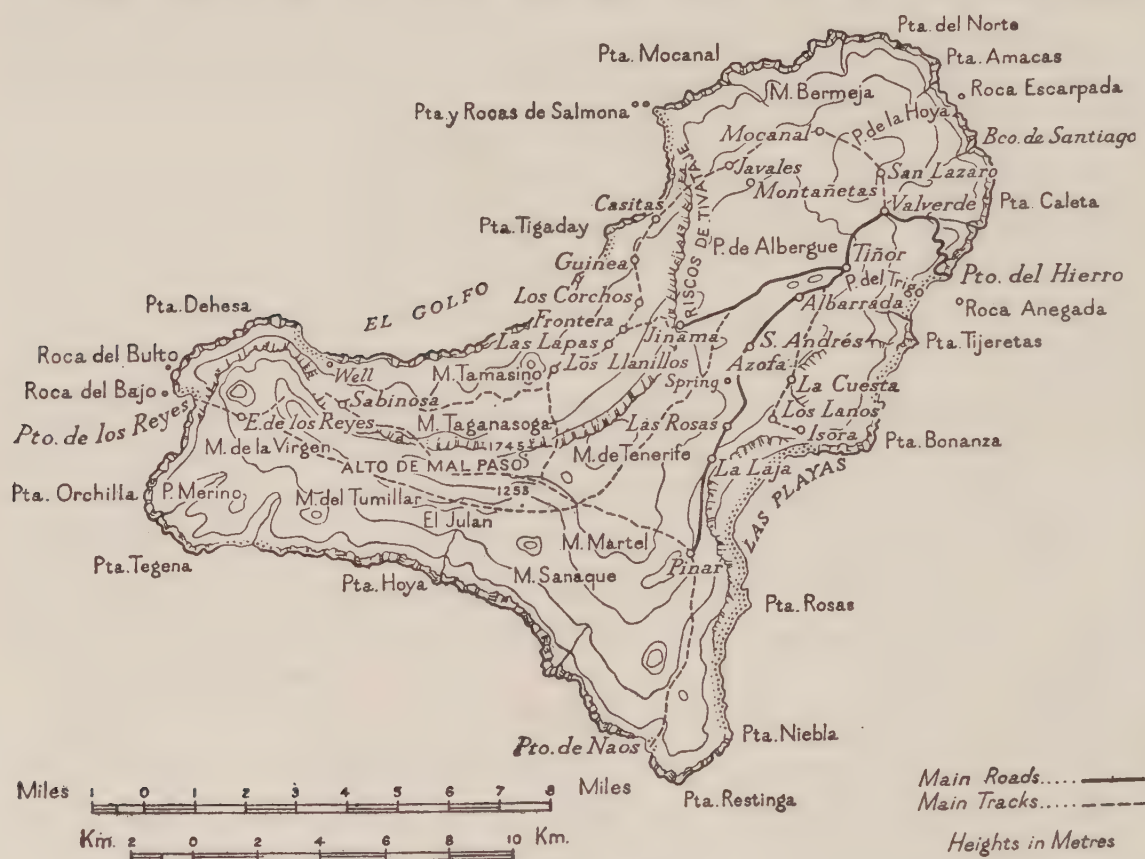 Pta. del Norte
Pta. Mocanal
Pta. Amacas
M. Bermeja
Roca Escarpada
Pta. y Rocas de Salmona
P. de la Hoya
Mocanal
Bco. de Santiago
Javales
San Lazaro
Montañetas
Casitas
Valverde
Pta. Caleta
Pta. Tigaday
RISCOS DE TIVATAJE
P. de Albergue
Tiñor
Guinea
P. del Trigo
Pto. del Hierro
EL GOLFO
Los Corchos
Albarrada
Roca Anegada
Pta. Dehesa
Frontera
Jinama
S. Andrés
Pta. Tijeretas
Las Lapas
Azofa
Roca del Bulto
Well
Los Llanillos
M. Tamasino
Spring
La Cuesta
Roca del Bajo
Sabinosa
Los Lanos
Pto. de los Reyes
E. de los Reyes
M. Taganasoga
Las Rosas
Isora
Pta. Bonanza
M. de la Virgen
1745
M. de Tenerife
ALTO DE MAL PASO
La Laja
LAS PLAYAS
Pta. Orchilla
P. Merino
M. del Tumillar
1253
El Julan
M. Martel
Pinar
Pta. Tegena
Pta. Hoya
M. Sanaque
Pta. Rosas
Pto. de Naos
Pta. Niebla
Pta. Restinga
Miles 1 0 1 2 3 4 5 6 7 8 Miles
Km. 2 0 2 4 6 8 10 Km.
Main Roads.....
Main Tracks.....
Heights in Metres